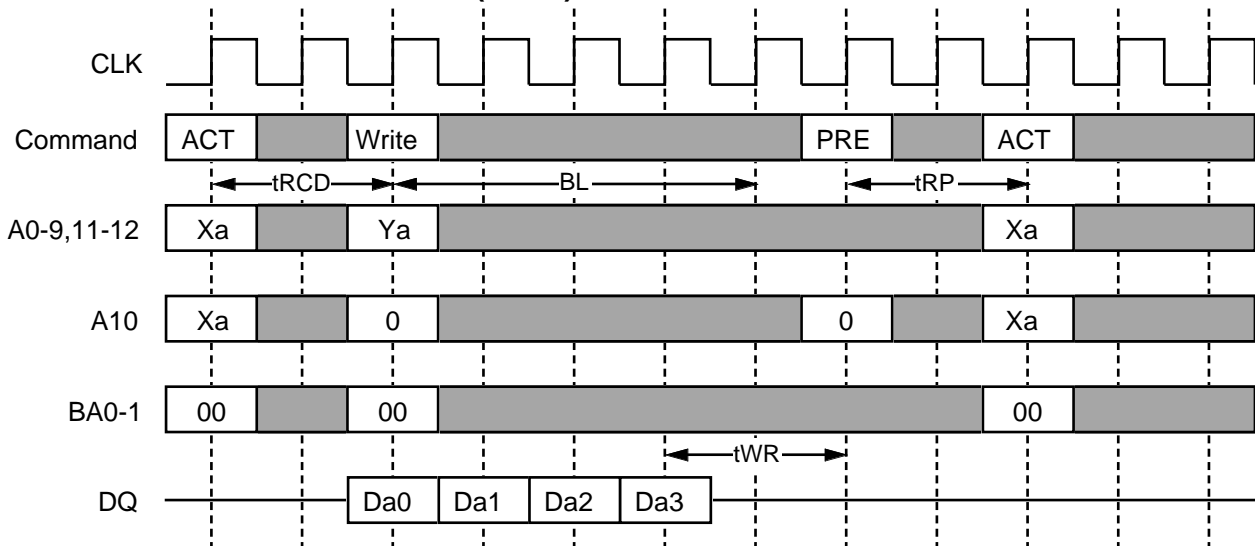 CLK
Command ACT Write PRE ACT
tRCD BL tRP
A0-9,11-12 Xa Ya Xa
A10 Xa 0 0 Xa
BA0-1 00 00 00
tWR
DQ Da0 Da1 Da2 Da3